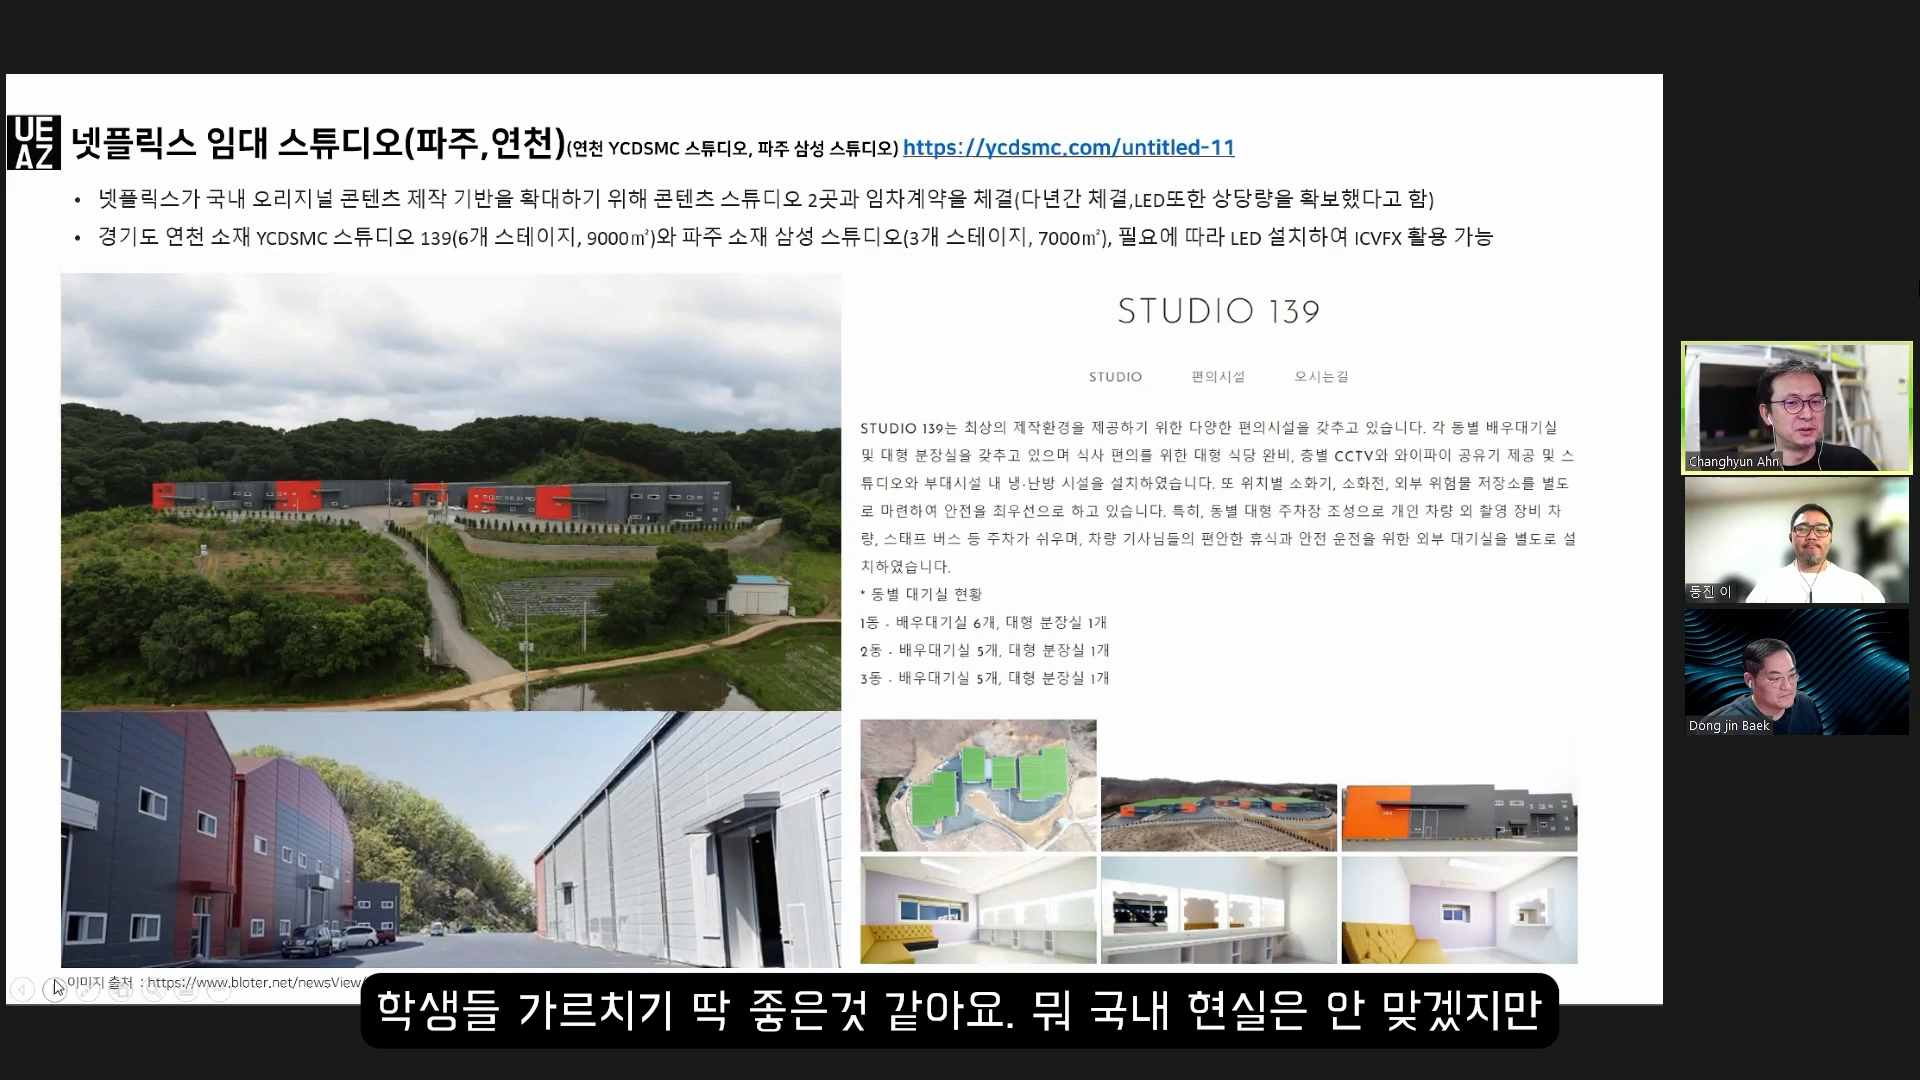 UE
AZ
넷플릭스 임대 스튜디오(파주,연천)(연천 YCDSMC 스튜디오, 파주 삼성 스튜디오) https://ycdsmc.com/untitled-11
• 넷플릭스가 국내 오리지널 콘텐츠 제작 기반을 확대하기 위해 콘텐츠 스튜디오 2곳과 임차계약을 체결(다년간 체결,LED또한 상당량을 확보했다고 함)
• 경기도 연천 소재 YCDSMC 스튜디오 139(6개 스테이지, 9000㎡)와 파주 소재 삼성 스튜디오(3개 스테이지, 7000㎡), 필요에 따라 LED 설치하여 ICVFX 활용 가능
STUDIO 139
STUDIO 편의시설 오시는길
STUDIO 139는 최상의 제작환경을 제공하기 위한 다양한 편의시설을 갖추고 있습니다. 각 동별 배우대기실
및 대형 분장실을 갖추고 있으며 식사 편의를 위한 대형 식당 완비, 층별 CCTV와 와이파이 공유기 제공 및 스
튜디오와 부대시설 내 냉·난방 시설을 설치하였습니다. 또 위치별 소화기, 소화전, 외부 위험물 저장소를 별도
로 마련하여 안전을 최우선으로 하고 있습니다. 특히, 동별 대형 주차장 조성으로 개인 차량 외 촬영 장비 차
량, 스태프 버스 등 주차가 쉬우며, 차량 기사님들의 편안한 휴식과 안전 운전을 위한 외부 대기실을 별도로 설
치하였습니다.
* 동별 대기실 현황
1동 - 배우대기실 6개, 대형 분장실 1개
2동 - 배우대기실 5개, 대형 분장실 1개
3동 - 배우대기실 5개, 대형 분장실 1개
이미지 출처 : https://www.bloter.net/newsView/
학생들 가르치기 딱 좋은것 같아요. 뭐 국내 현실은 안 맞겠지만
Changhyun Ahn
동진 이
Dong jin Baek